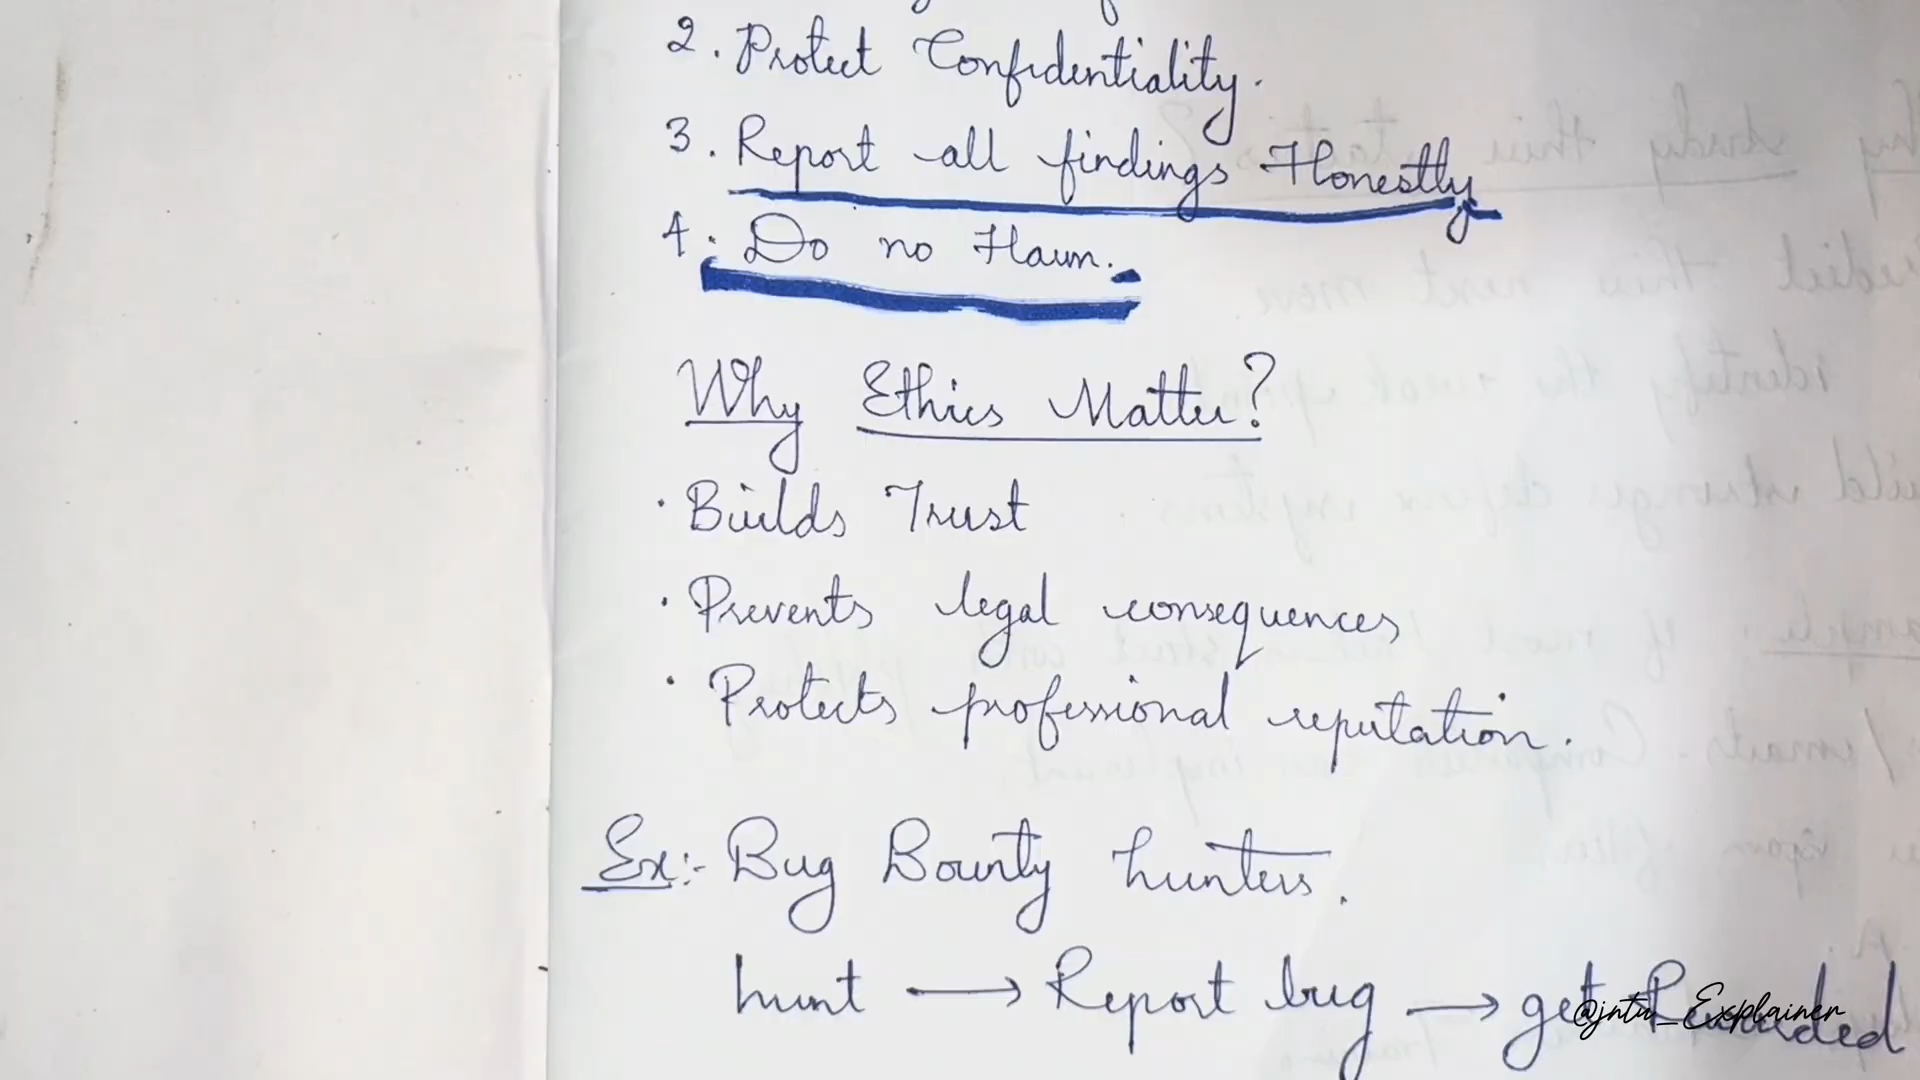 2. Protect Confidentiality.
3. Report all findings Honestly
4. Do no Harm.
Why Ethics Matter?
· Builds Trust
· Prevents legal consequences
· Protects professional reputation.
Ex:- Bug Bounty hunters.
hunt → Report bug → get Rewarded
@jntu_Explainer